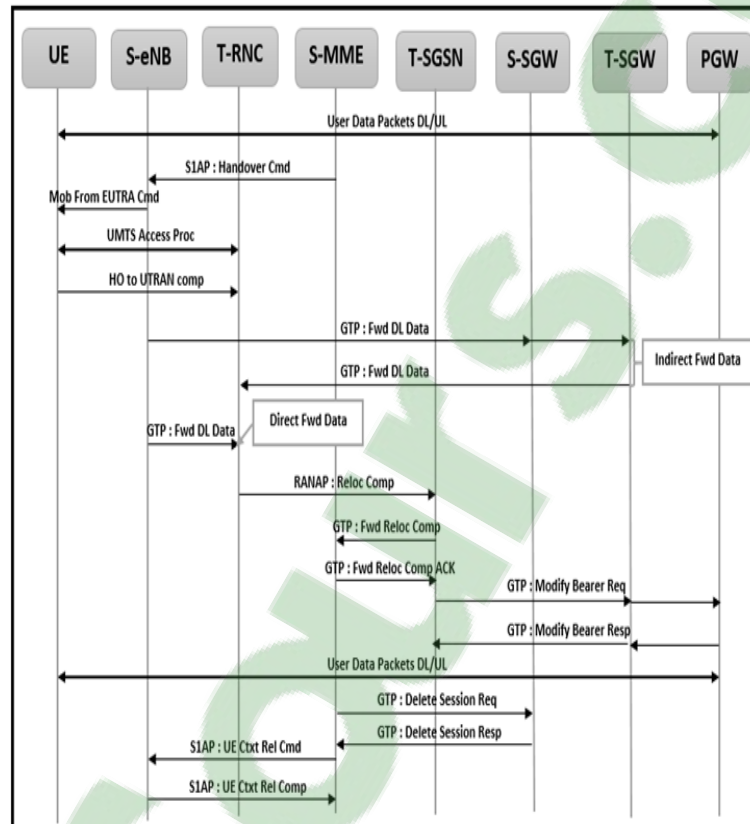 UE S-eNB T-RNC S-MME T-SGSN S-SGW T-SGW PGW
User Data Packets DL/UL
S1AP : Handover Cmd
Mob From EUTRA Cmd
UMTS Access Proc
HO to UTRAN comp
GTP : Fwd DL Data
Indirect Fwd Data
GTP : Fwd DL Data
Direct Fwd Data
GTP : Fwd DL Data
RANAP : Reloc Comp
GTP : Fwd Reloc Comp
GTP : Fwd Reloc Comp ACK
GTP : Modify Bearer Req
GTP : Modify Bearer Resp
User Data Packets DL/UL
GTP : Delete Session Req
GTP : Delete Session Resp
S1AP : UE Ctxt Rel Cmd
S1AP : UE Ctxt Rel Comp